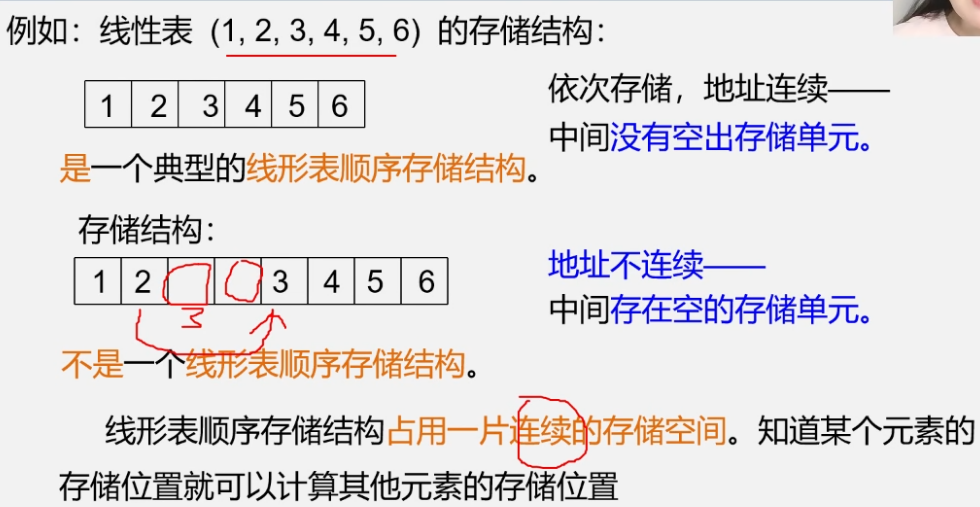 例如：线性表（1, 2, 3, 4, 5, 6）的存储结构：
1 2 3 4 5 6
依次存储，地址连续——
中间没有空出存储单元。
是一个典型的线形表顺序存储结构。
存储结构：
1 2 3 4 5 6
3
地址不连续——
中间存在空的存储单元。
不是一个线形表顺序存储结构。
线形表顺序存储结构占用一片连续的存储空间。知道某个元素的
存储位置就可以计算其他元素的存储位置